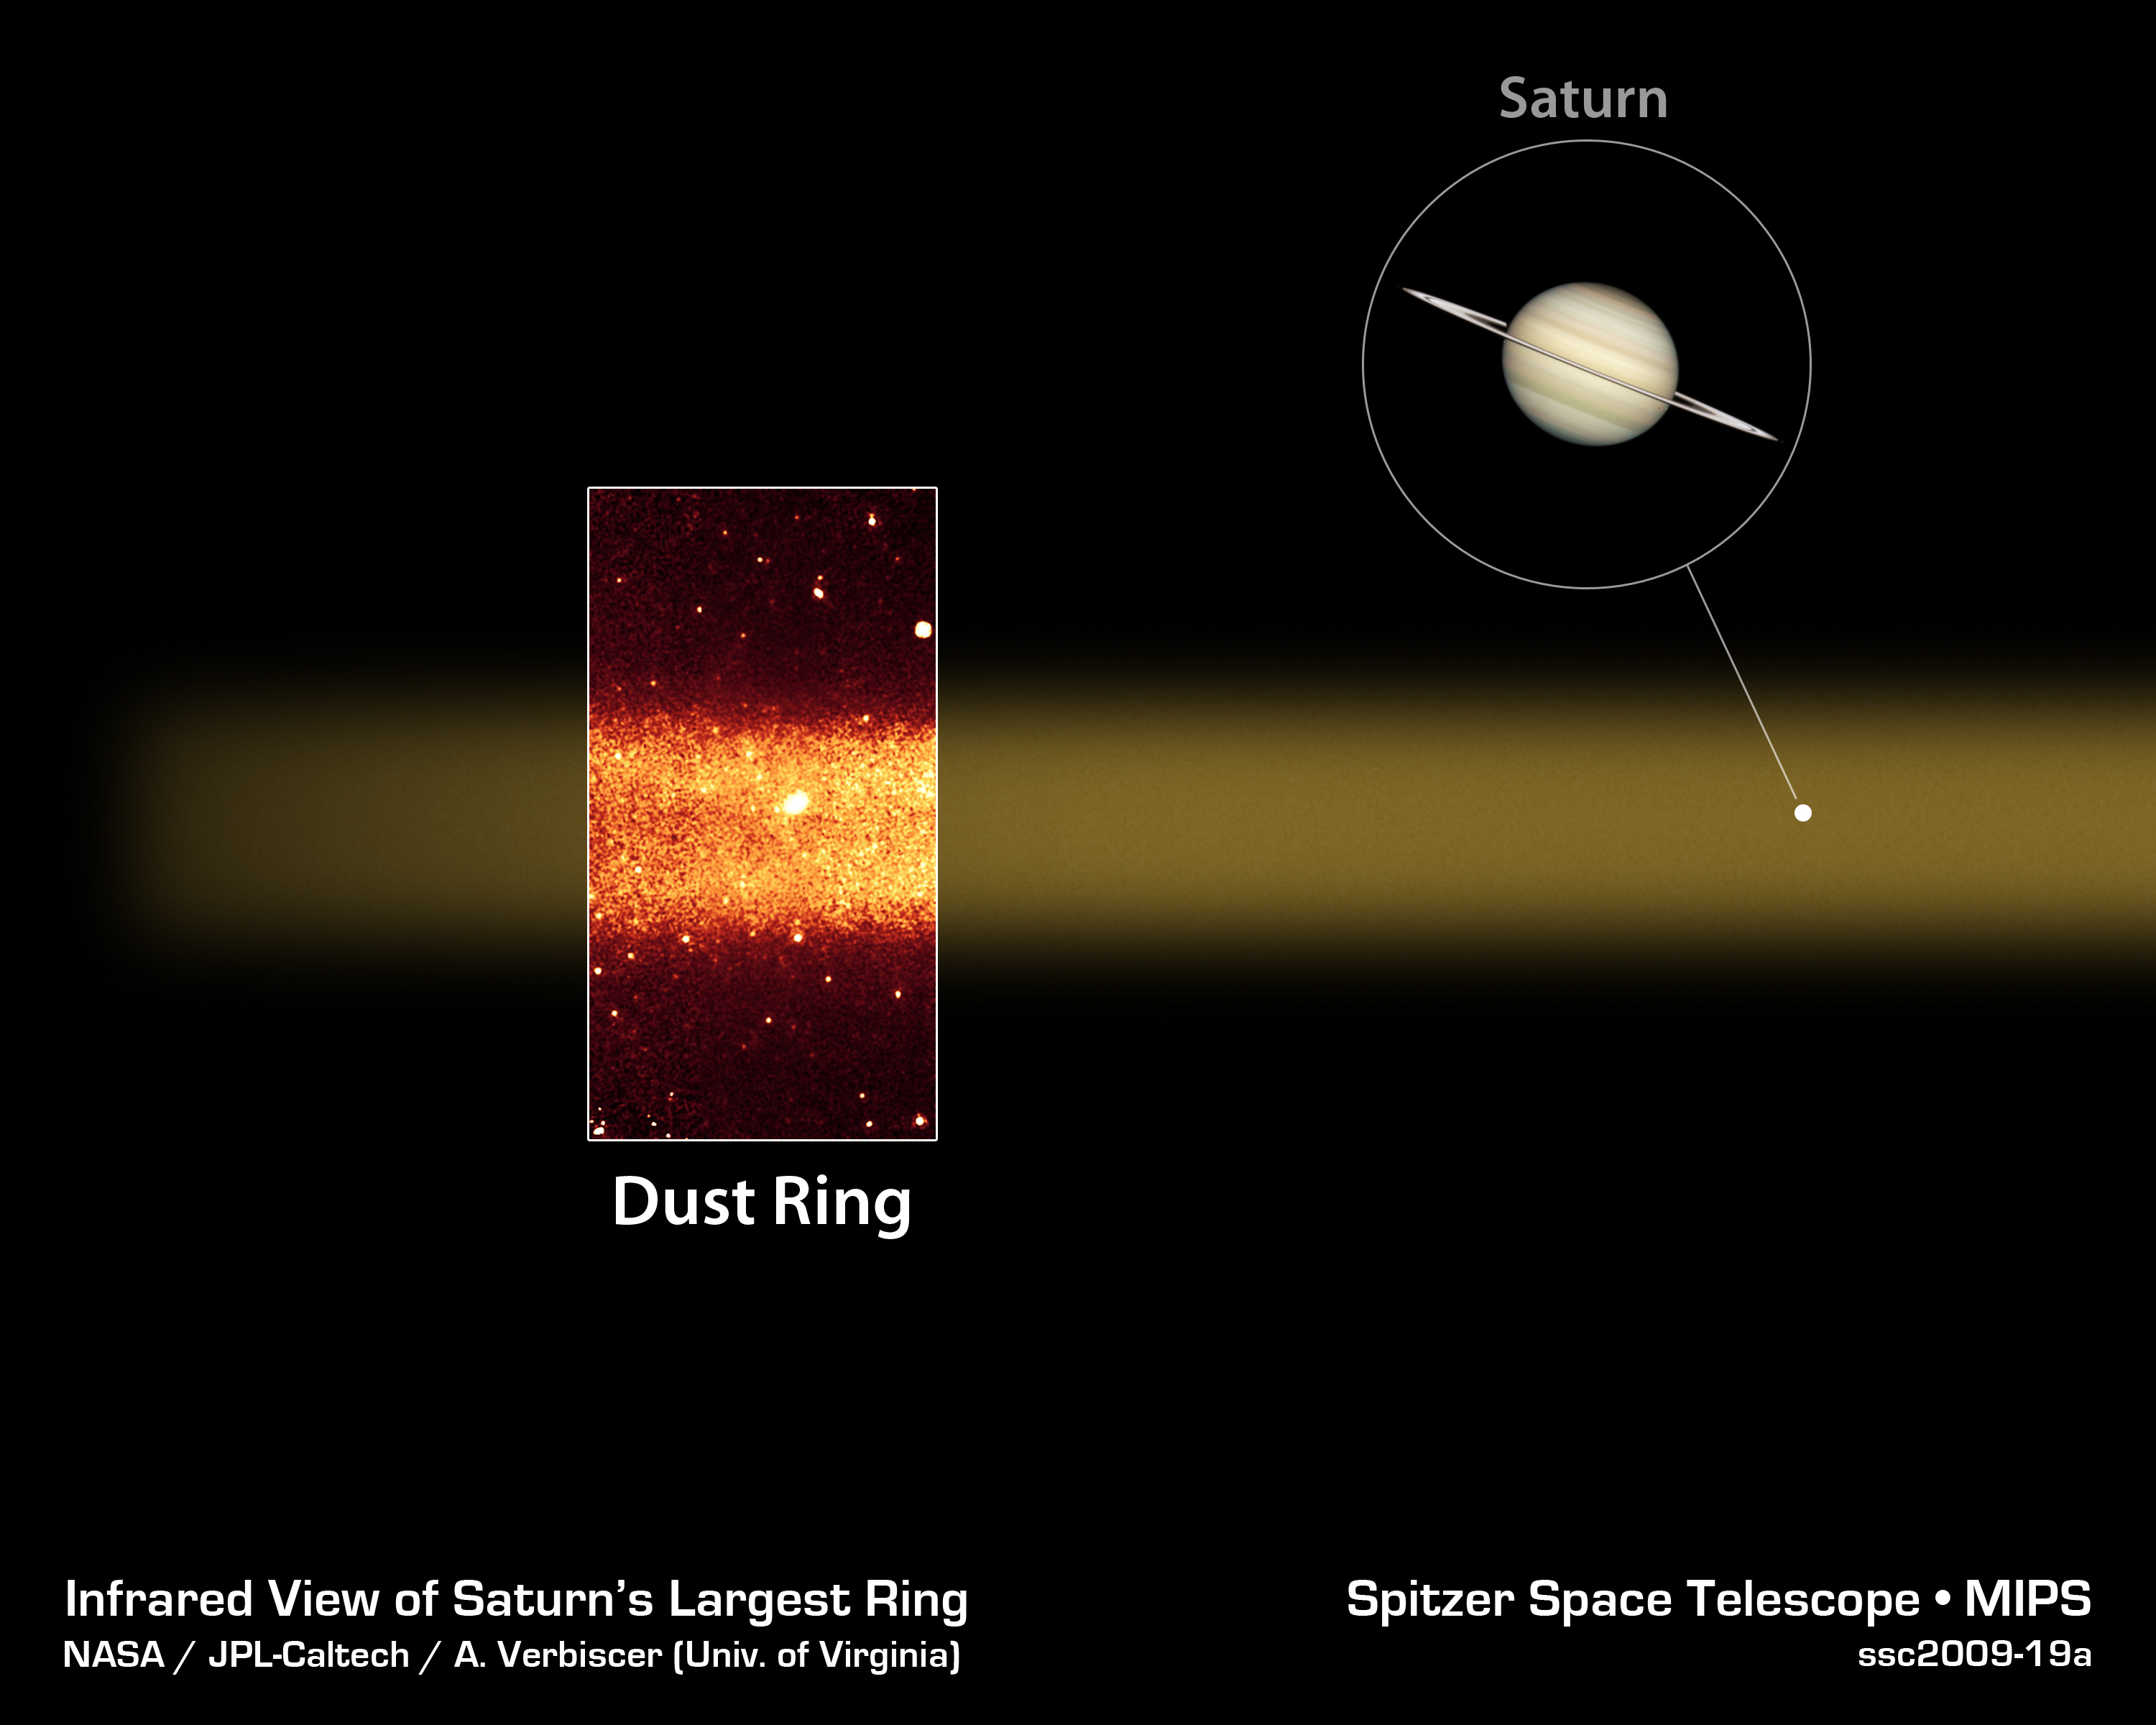 Saturn
Dust Ring
Infrared View of Saturn’s Largest Ring
NASA / JPL-Caltech / A. Verbiscer (Univ. of Virginia)
Spitzer Space Telescope • MIPS
ssc2009-19a